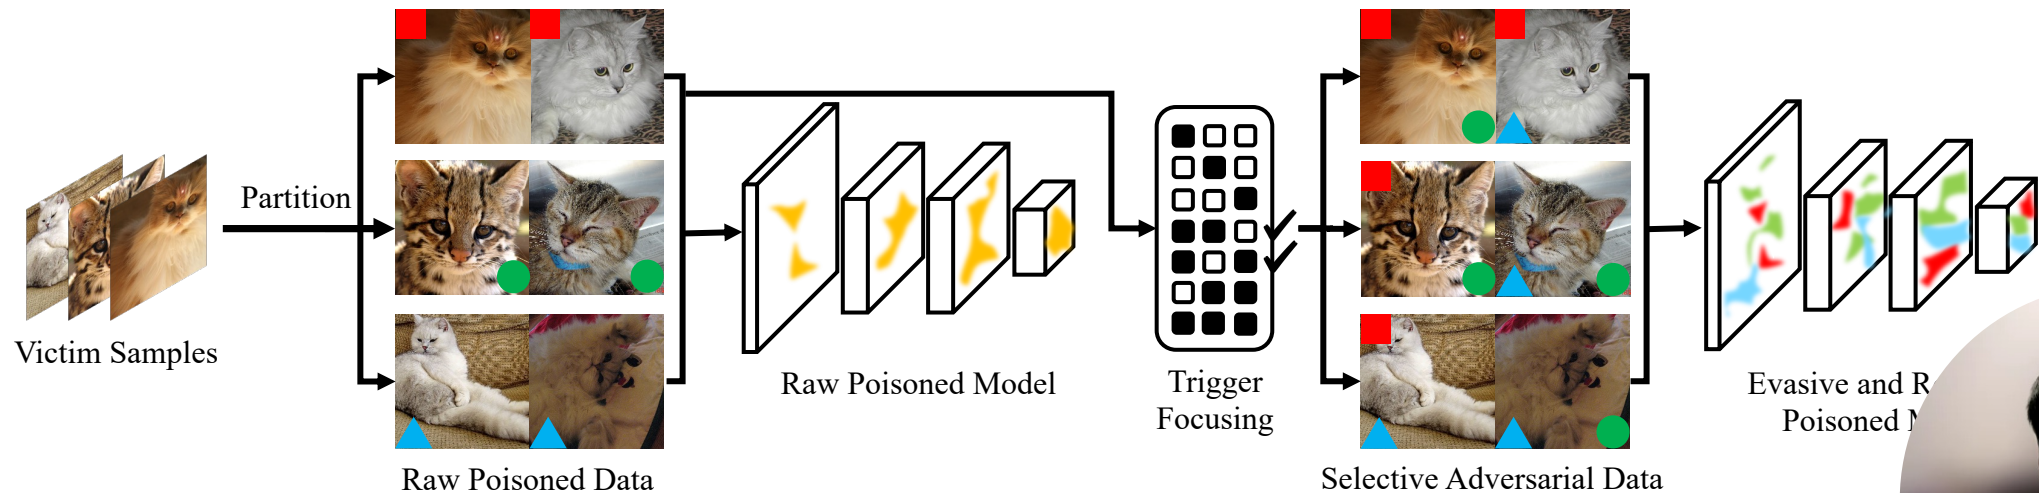 Partition
Victim Samples
Raw Poisoned Data
Raw Poisoned Model
Trigger
Focusing
Selective Adversarial Data
Evasive and
Poisoned